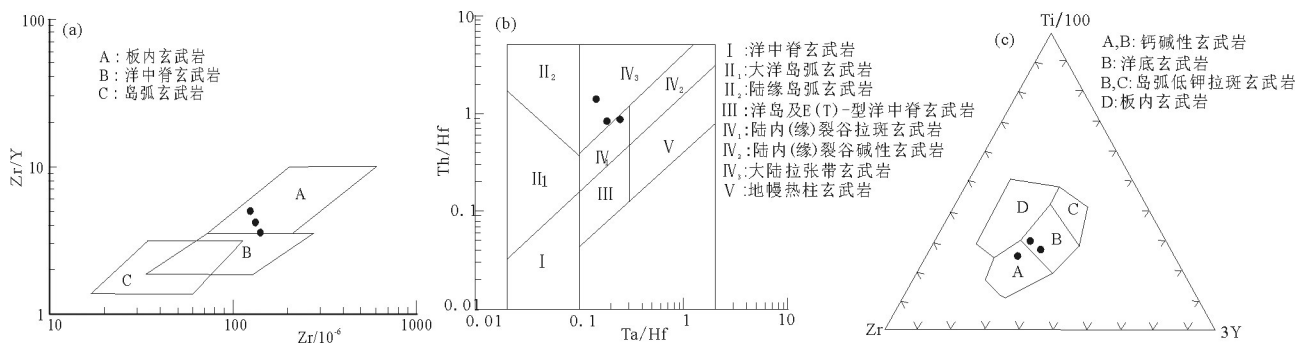 (a)
A：板内玄武岩
B：洋中脊玄武岩
C：岛弧玄武岩
100
10
1
Zr/Y
A
B
C
10 100 1000
Zr/10⁻⁶
(b)
10
1
0.1
0.01
Th/Hf
II₂
IV₃
IV₂
II1
IV₁
V
III
I
0.01 0.1 1 10
Ta/Hf
I：洋中脊玄武岩
II₁：大洋岛弧玄武岩
II₂：陆缘岛弧玄武岩
III：洋岛及E(T)-型洋中脊玄武岩
IV₁：陆内(缘)裂谷拉斑玄武岩
IV₂：陆内(缘)裂谷碱性玄武岩
IV₃：大陆拉张带玄武岩
V：地幔热柱玄武岩
Ti/100
(c)
A,B：钙碱性玄武岩
B：洋底玄武岩
B,C：岛弧低钾拉斑玄武岩
D：板内玄武岩
D
C
B
A
Zr
3Y